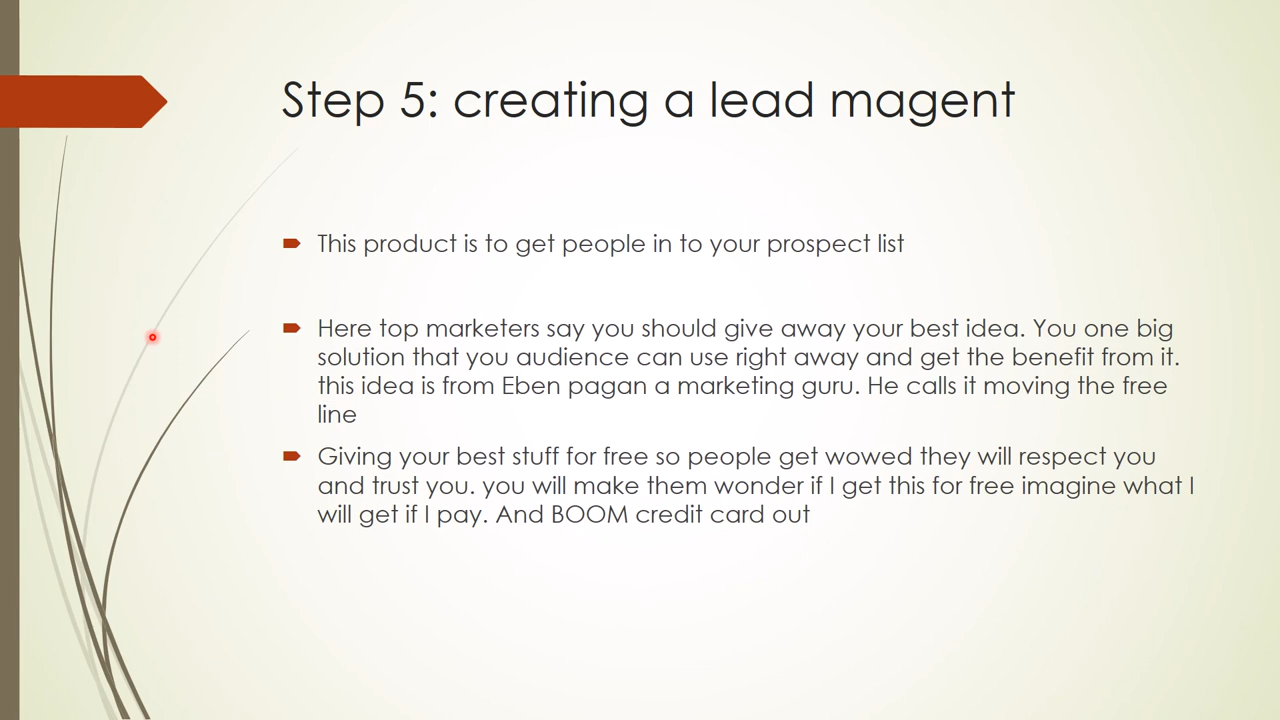 Step 5: creating a lead magent
This product is to get people in to your prospect list
Here top marketers say you should give away your best idea. You one big
solution that you audience can use right away and get the benefit from it.
this idea is from Eben pagan a marketing guru. He calls it moving the free
line
Giving your best stuff for free so people get wowed they will respect you
and trust you. you will make them wonder if I get this for free imagine what I
will get if I pay. And BOOM credit card out